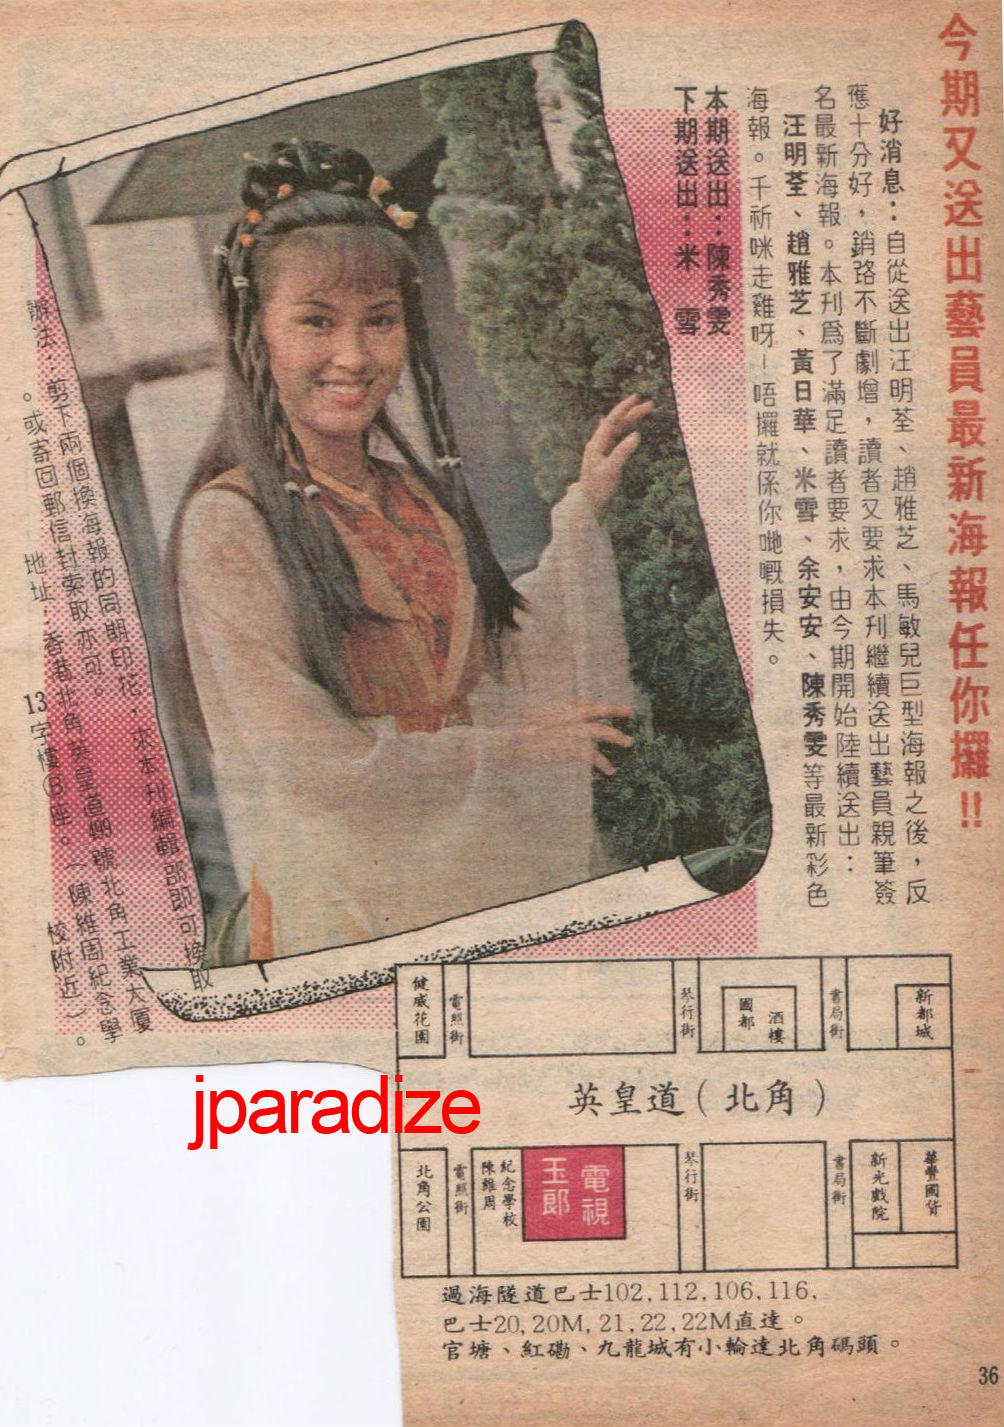 今期又送出藝員最新海報任你攞!!
好消息：自從送出汪明荃、趙雅芝、馬敏兒巨型海報之後，反
應十分好，銷路不斷劇增，讀者又要求本刊繼續送出藝員親筆簽
名最新海報。本刊爲了滿足讀者要求，由今期開始陸續送出：
汪明荃、趙雅芝、黃日華、米雪、余安安、陳秀雯等最新彩色
海報。千祈咪走雞呀！唔攞就係你哋嘅損失。
本期送出：陳秀雯
下期送出：米 雪
辦法：剪下兩個換海報的同期印花，來本刊編輯部即可換取
。或寄回郵信封索取亦可。
地址：香港北角英皇道499號北角工業大厦
13字樓(B)座。（陳維周紀念學
校附近）。
jparadize
健威花園
電照街
琴行街
國都
酒樓
書局街
新都城
英皇道（北角）
北角公園
電照街
陳維周
紀念學校
玉郎
電視
琴行街
書局街
新光戲院
華豐國貨
過海隧道巴士102,112,106,116,
巴士20,20M,21,22,22M直達。
官塘、紅磡、九龍城有小輪達北角碼頭。
36